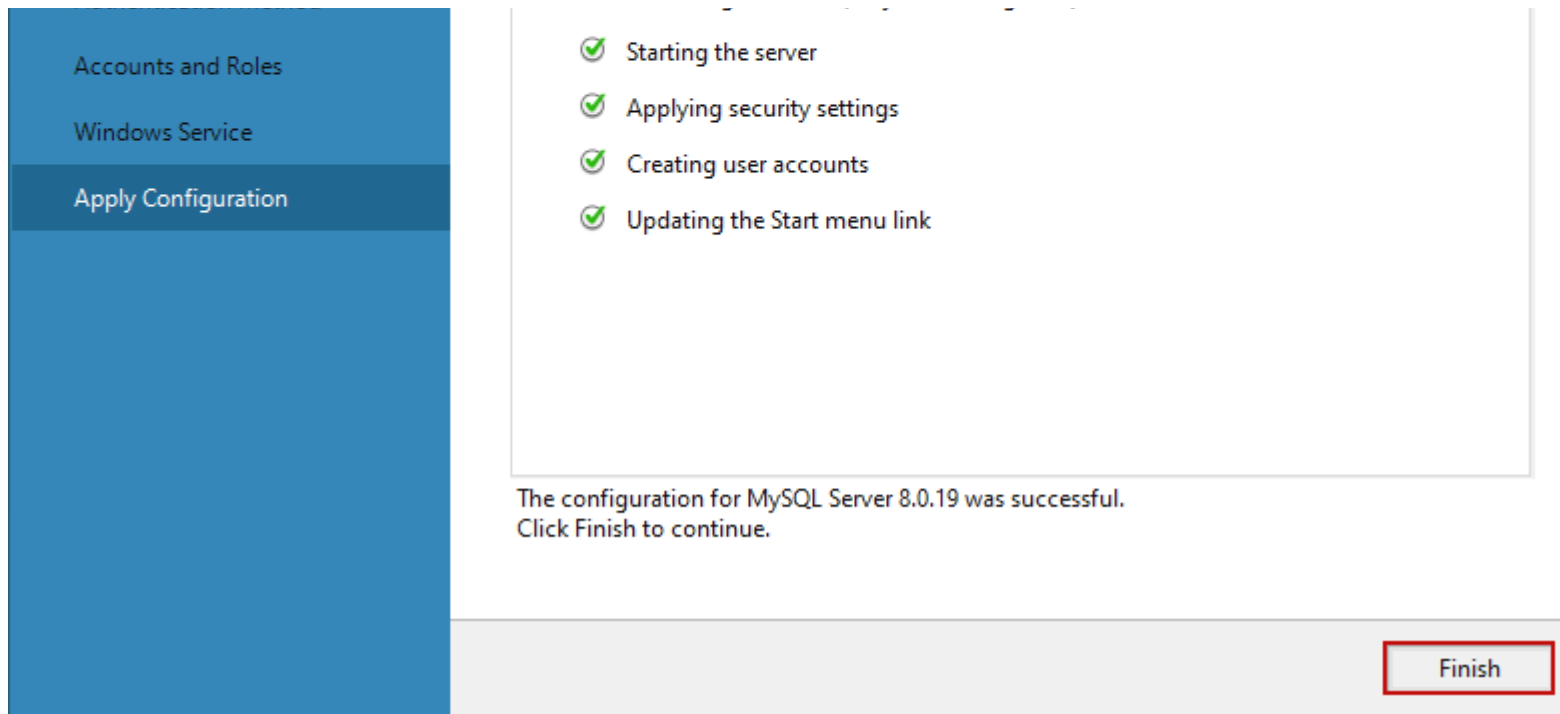 Accounts and Roles
Windows Service
Apply Configuration
Starting the server
Applying security settings
Creating user accounts
Updating the Start menu link
The configuration for MySQL Server 8.0.19 was successful.
Click Finish to continue.
Finish